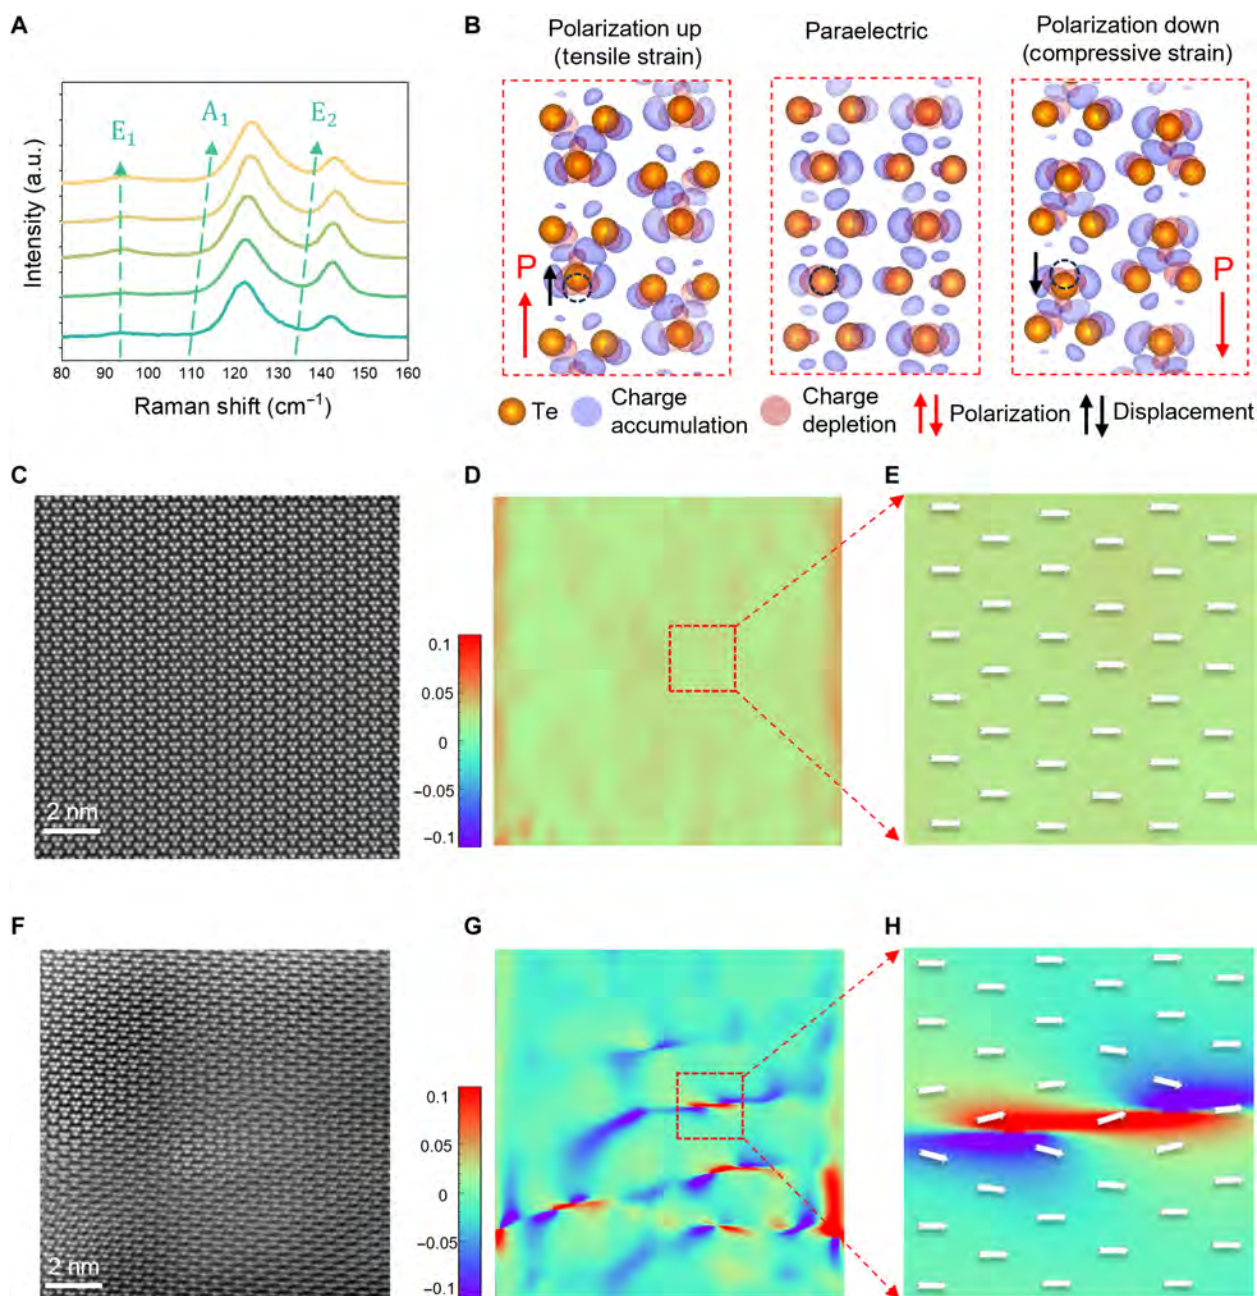 A
E₁
A₁
E₂
Intensity (a.u.)
80 90 100 110 120 130 140 150 160
Raman shift (cm⁻¹)
B
Polarization up
(tensile strain)
Paraelectric
Polarization down
(compressive strain)
P
P
Te
Charge
accumulation
Charge
depletion
Polarization
Displacement
C
2 nm
D
0.1
0.05
0
−0.05
−0.1
E
F
2 nm
G
0.1
0.05
0
−0.05
−0.1
H